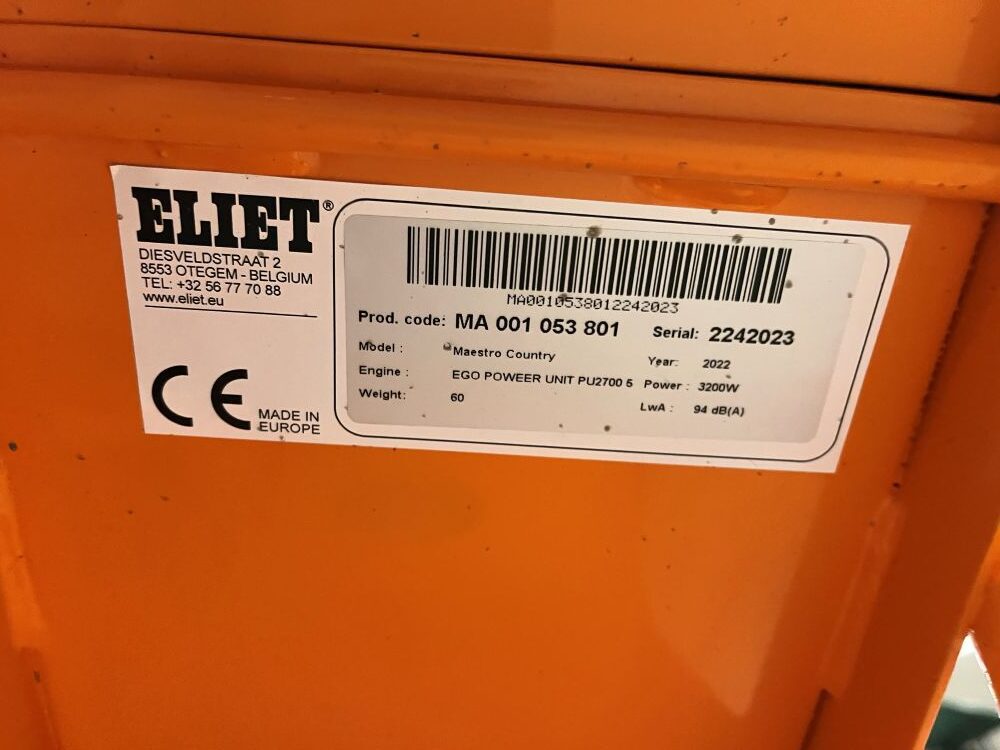 ELIET®
DIESVELDSTRAAT 2
8553 OTEGEM - BELGIUM
TEL: +32 56 77 70 88
www.eliet.eu
CE
MADE IN
EUROPE
MA0010538012242023
Prod. code: MA 001 053 801 Serial: 2242023
Model : Maestro Country Year: 2022
Engine : EGO POWEER UNIT PU2700 5 Power : 3200W
Weight: 60 LwA : 94 dB(A)